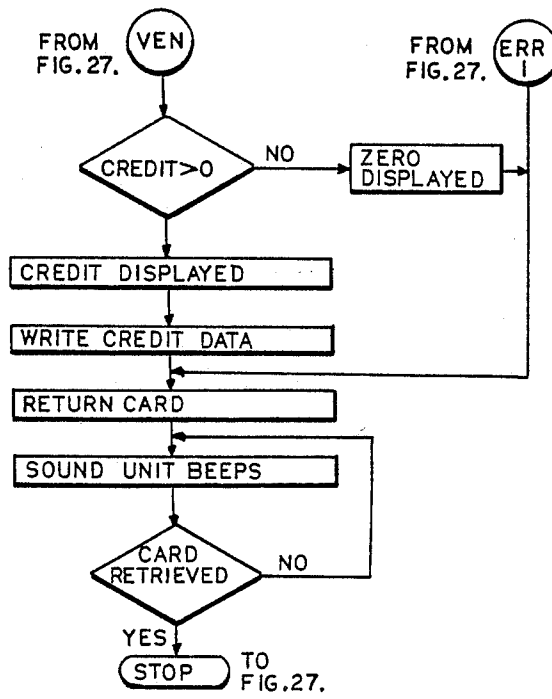 FROM
FIG.27.
VEN
FROM
FIG.27.
ERR
1
CREDIT>0
NO
ZERO
DISPLAYED
CREDIT DISPLAYED
WRITE CREDIT DATA
RETURN CARD
SOUND UNIT BEEPS
CARD
RETRIEVED
NO
YES
STOP
TO
FIG.27.